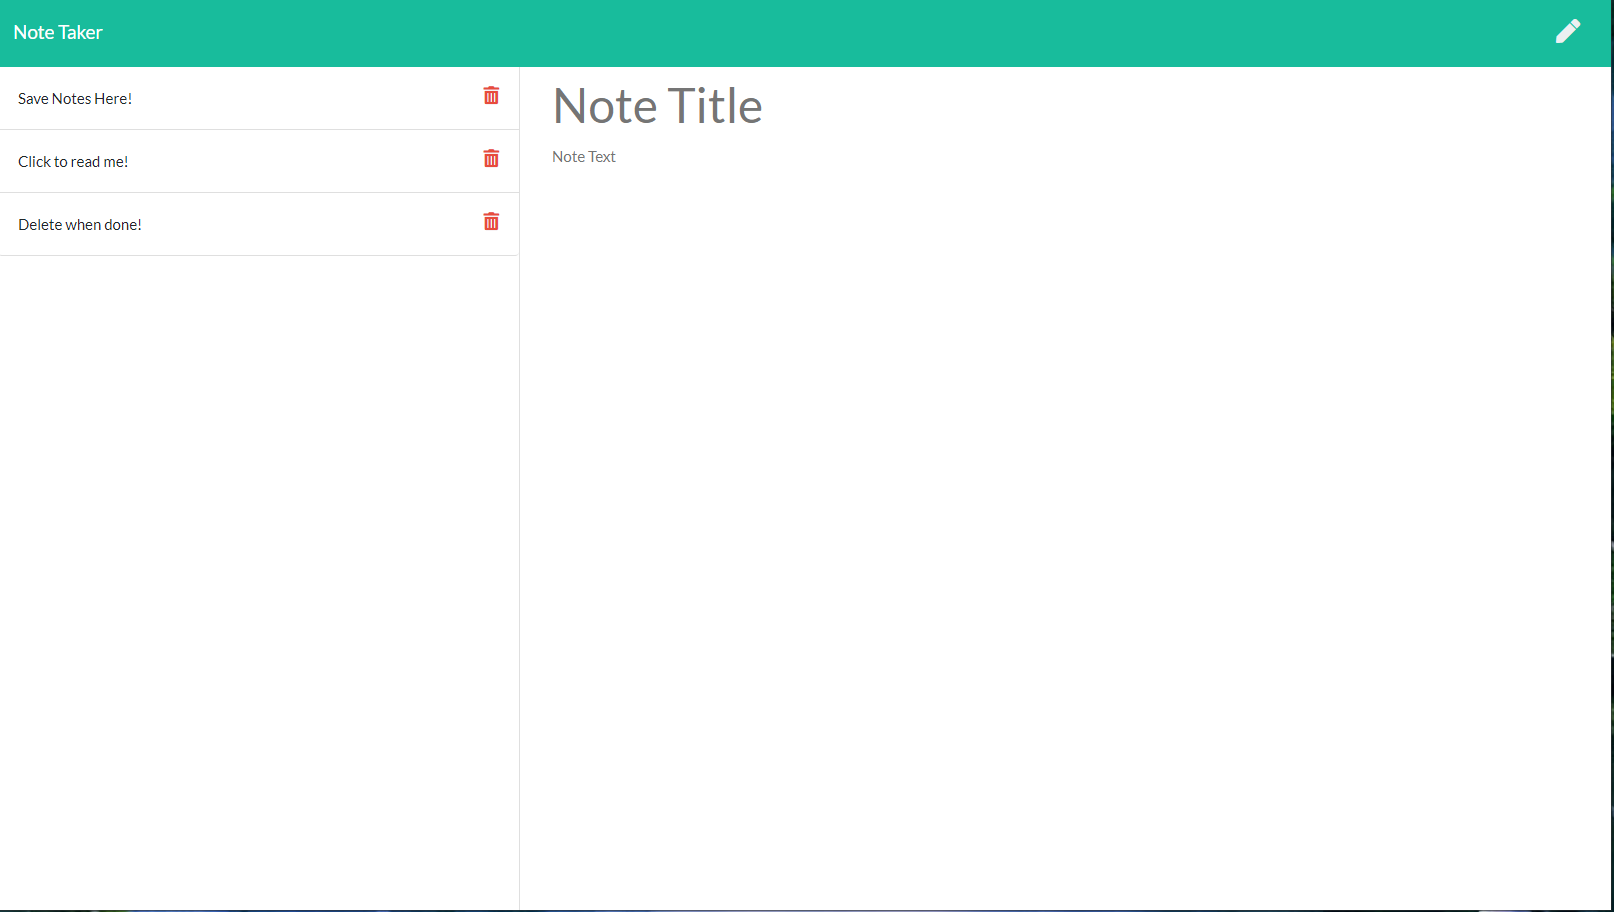 Note Taker
Save Notes Here!
Click to read me!
Delete when done!
Note Title
Note Text